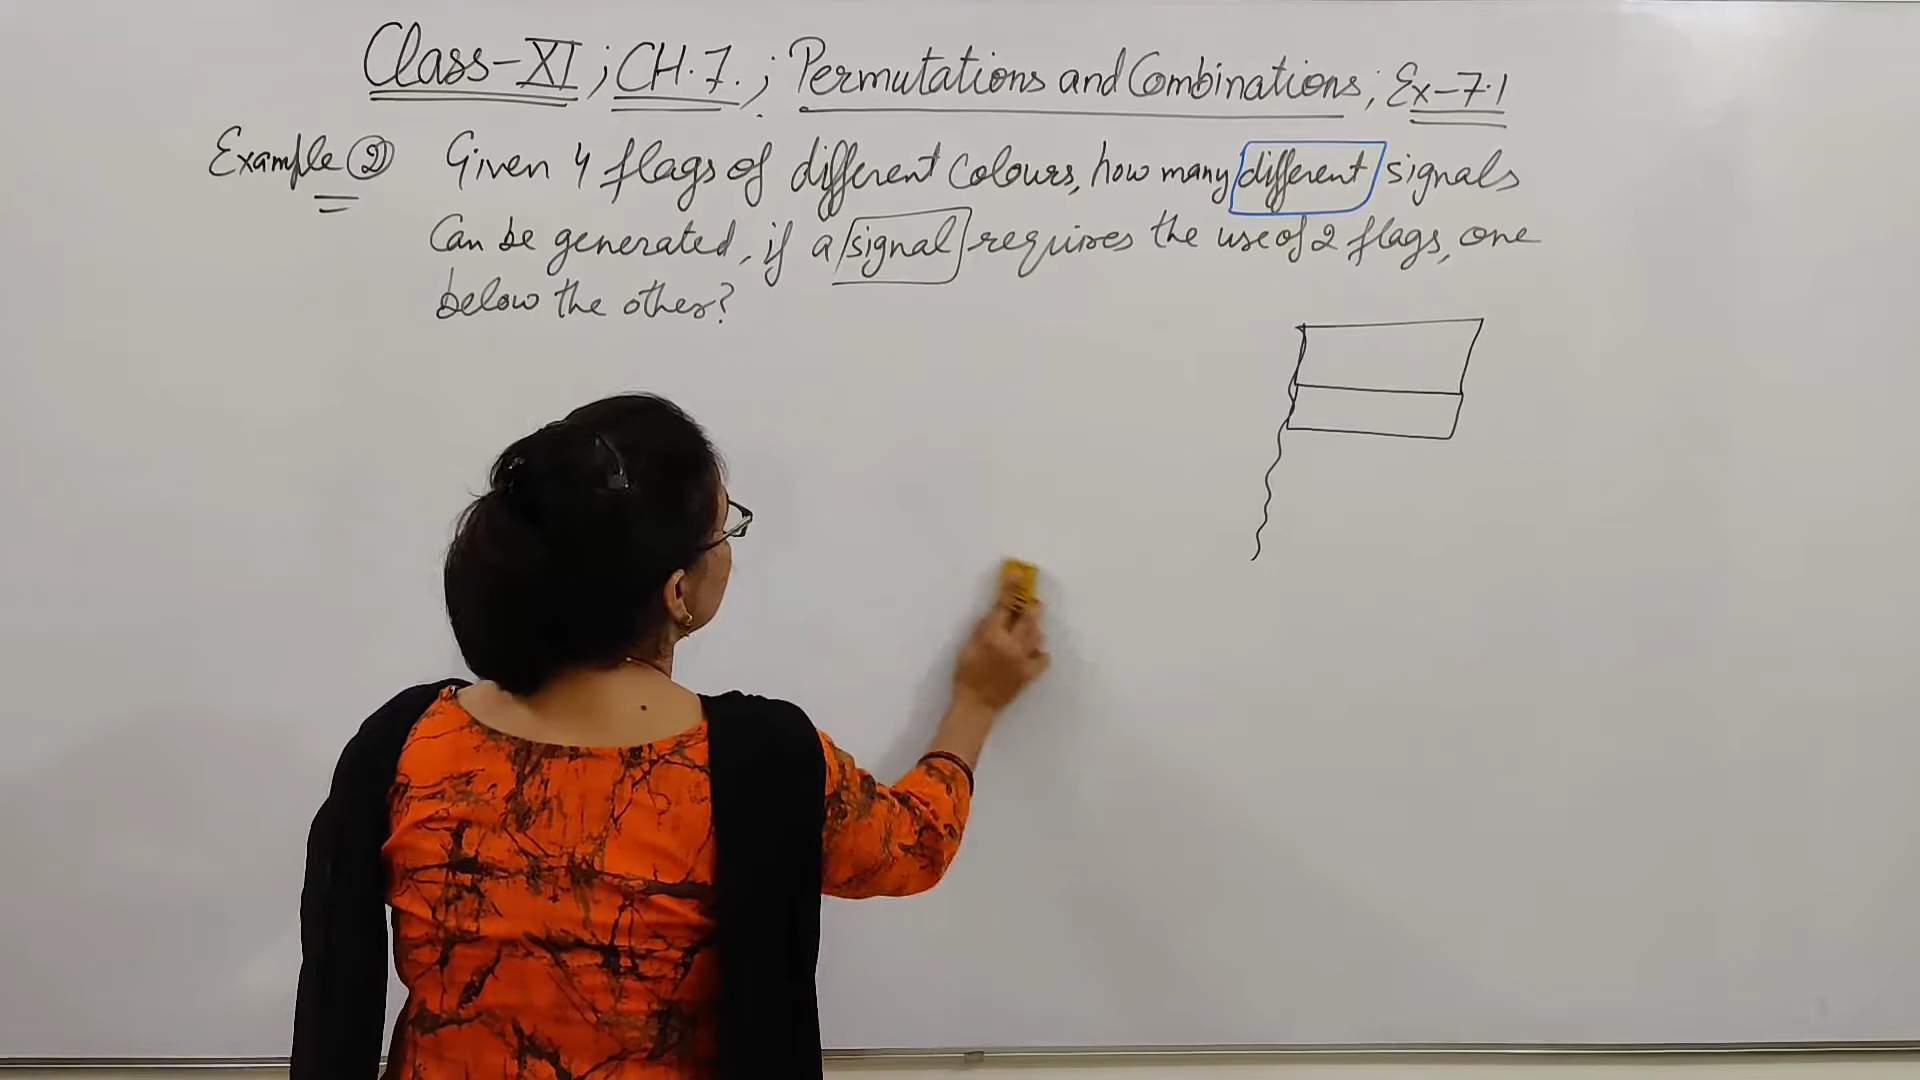 Class-XI ; CH.7. ; Permutations and Combinations ; Ex-7.1
Example ② Given 4 flags of different colours, how many different signals
Can be generated, if a signal requires the use of 2 flags, one
below the other?